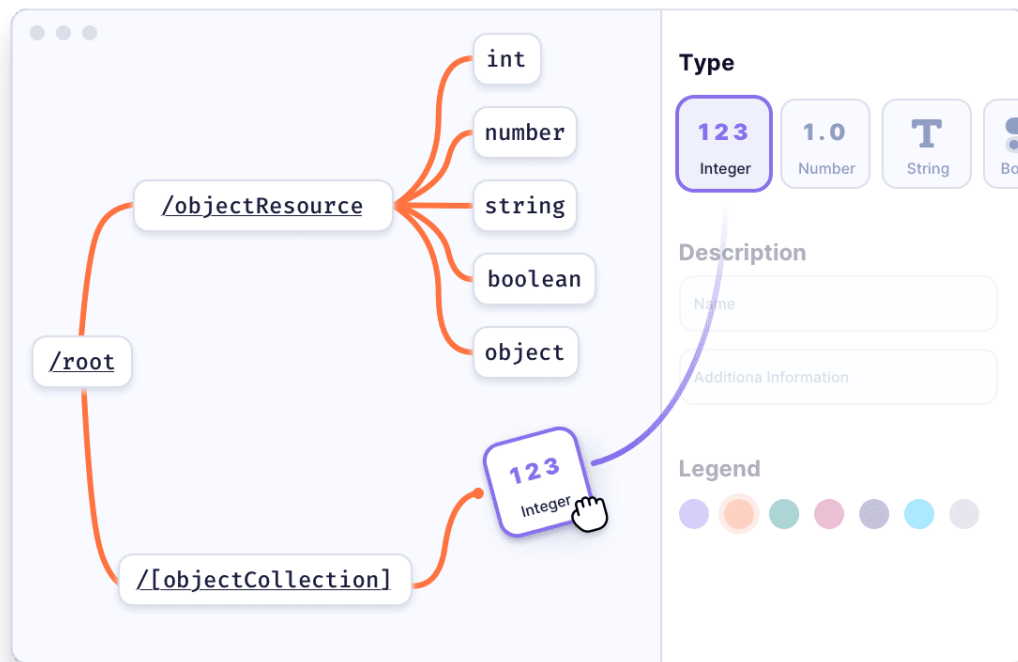 int
number
/objectResource
string
boolean
object
/root
123
Integer
/[objectCollection]
Type
123
Integer
1.0
Number
String
Bo
Description
Name
Additiona Information
Legend